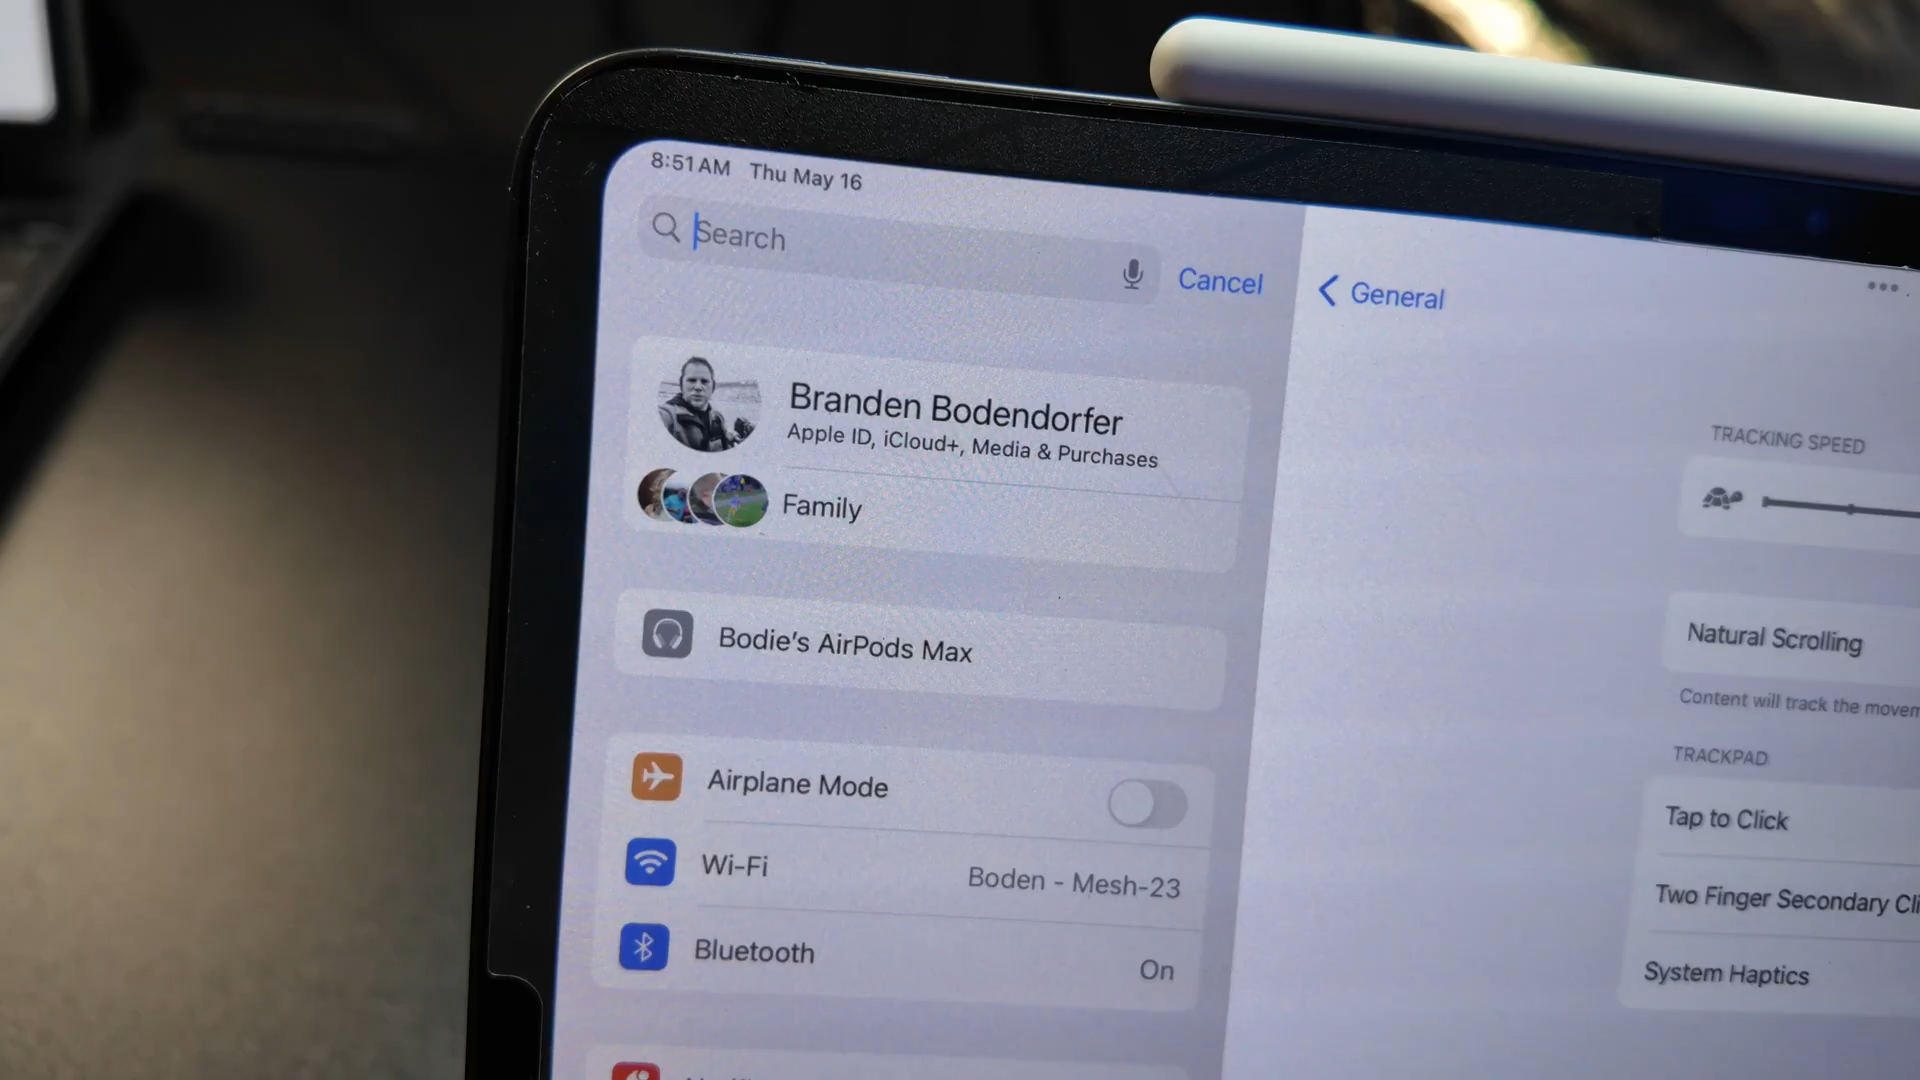 8:51 AM Thu May 16
Search
Cancel
Branden Bodendorfer
Apple ID, iCloud+, Media & Purchases
Family
Bodie's AirPods Max
Airplane Mode
Wi-Fi
Boden - Mesh-23
Bluetooth
On
General
TRACKING SPEED
Natural Scrolling
Content will track the
TRACKPAD
Tap to Click
Two Finger Secondary
System Haptics